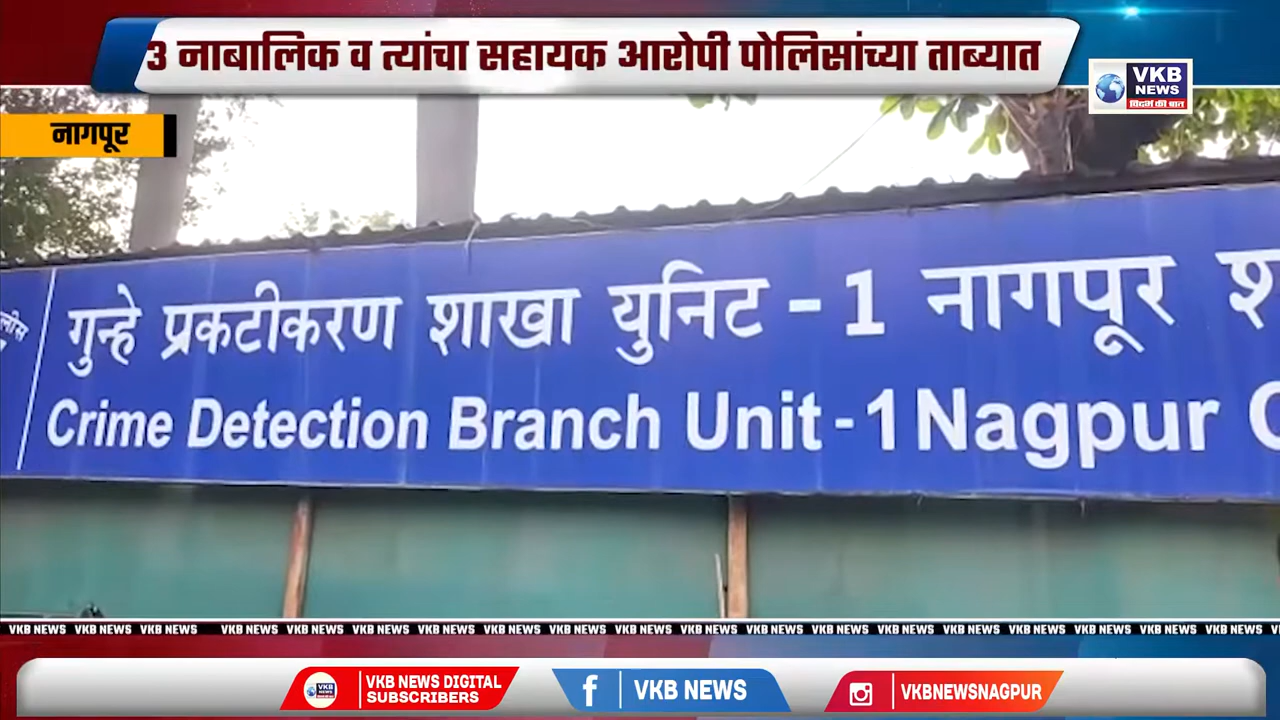 3 नाबालिक व त्यांचा सहायक आरोपी पोलिसांच्या ताब्यात
VKB
NEWS
विदर्भ की बात
नागपूर
गुन्हे प्रकटीकरण शाखा युनिट - 1 नागपूर श
Crime Detection Branch Unit - 1 Nagpur C
VKB NEWS VKB NEWS VKB NEWS VKB NEWS VKB NEWS VKB NEWS VKB NEWS VKB NEWS VKB NEWS VKB NEWS VKB NEWS VKB NEWS VKB NEWS VKB NEWS VKB NEWS VKB NEWS VKB NEWS VKB NEWS VKB NEWS
VKB NEWS DIGITAL
SUBSCRIBERS
VKB NEWS
VKBNEWSNAGPUR